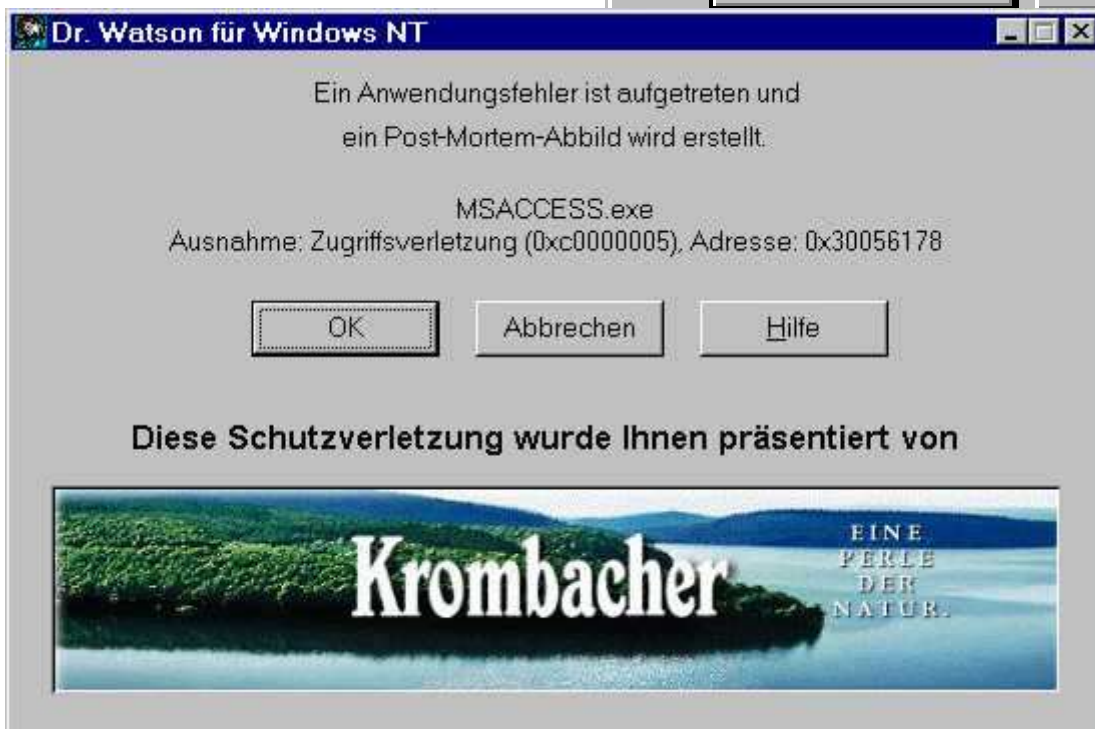 Dr. Watson für Windows NT
Ein Anwendungsfehler ist aufgetreten und
ein Post-Mortem-Abbild wird erstellt.
MSACCESS.exe
Ausnahme: Zugriffsverletzung (0xc0000005), Adresse: 0x30056178
OK Abbrechen Hilfe
Diese Schutzverletzung wurde Ihnen präsentiert von
Krombacher
EINE
PERLE
DER
NATUR.